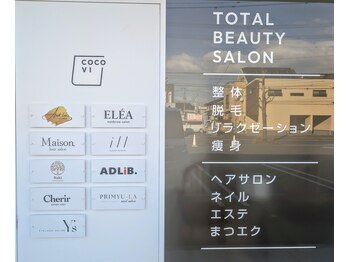 COCO
VI
ELÉA
Maison
ill
ADLiB.
Cherir
PRIMYU-LA
Y's
TOTAL
BEAUTY
SALON
整体
脱毛
リラクゼーション
痩身
ヘアサロン
ネイル
エステ
まつエク